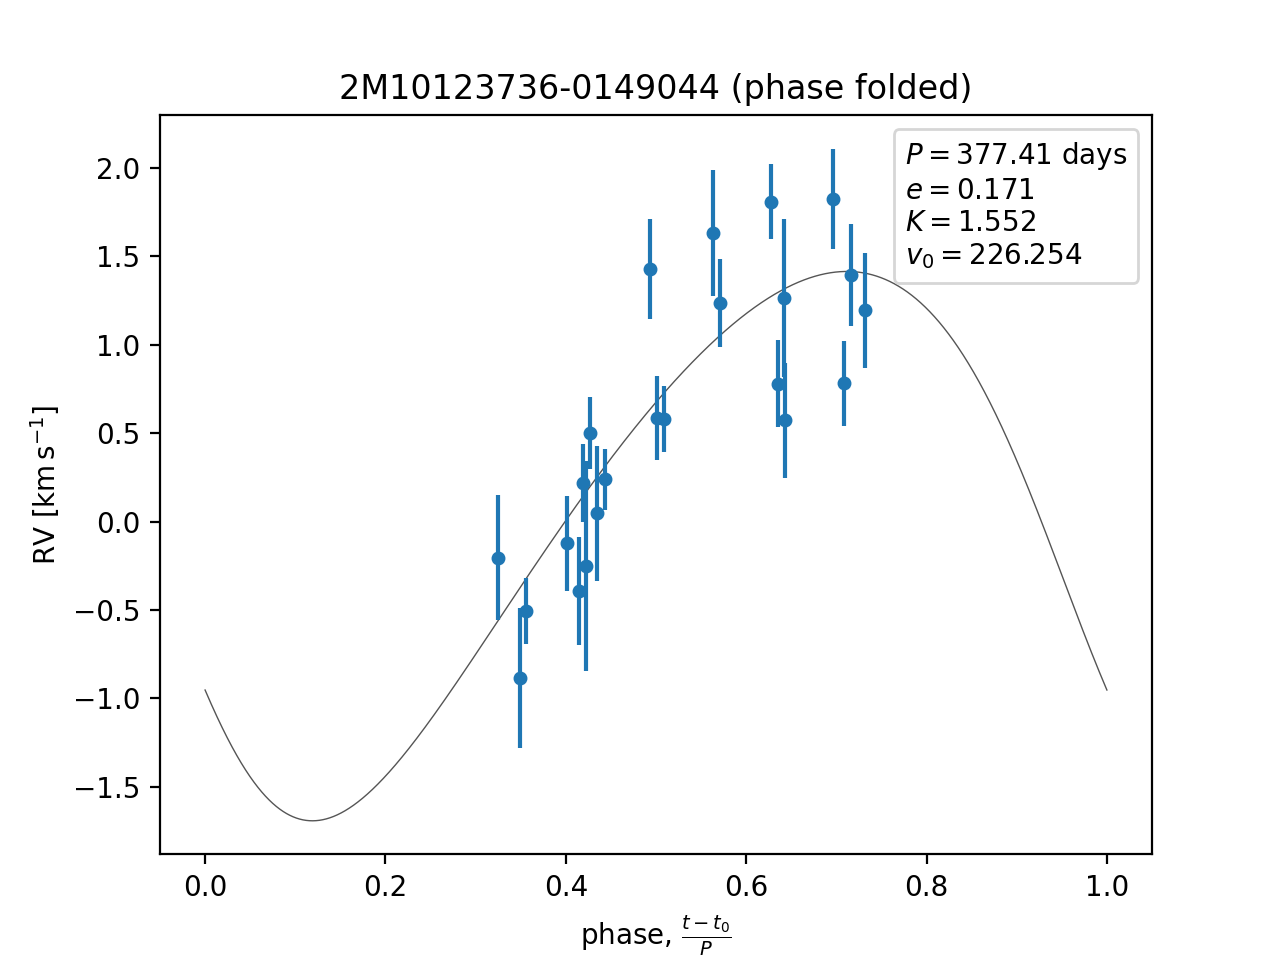 2M10123736-0149044 (phase folded)
P = 377.41 days
e = 0.171
K = 1.552
v₀ = 226.254
2.0
1.5
1.0
0.5
0.0
−0.5
−1.0
−1.5
RV [km s⁻¹]
0.0 0.2 0.4 0.6 0.8 1.0
phase, (t − t₀)/P